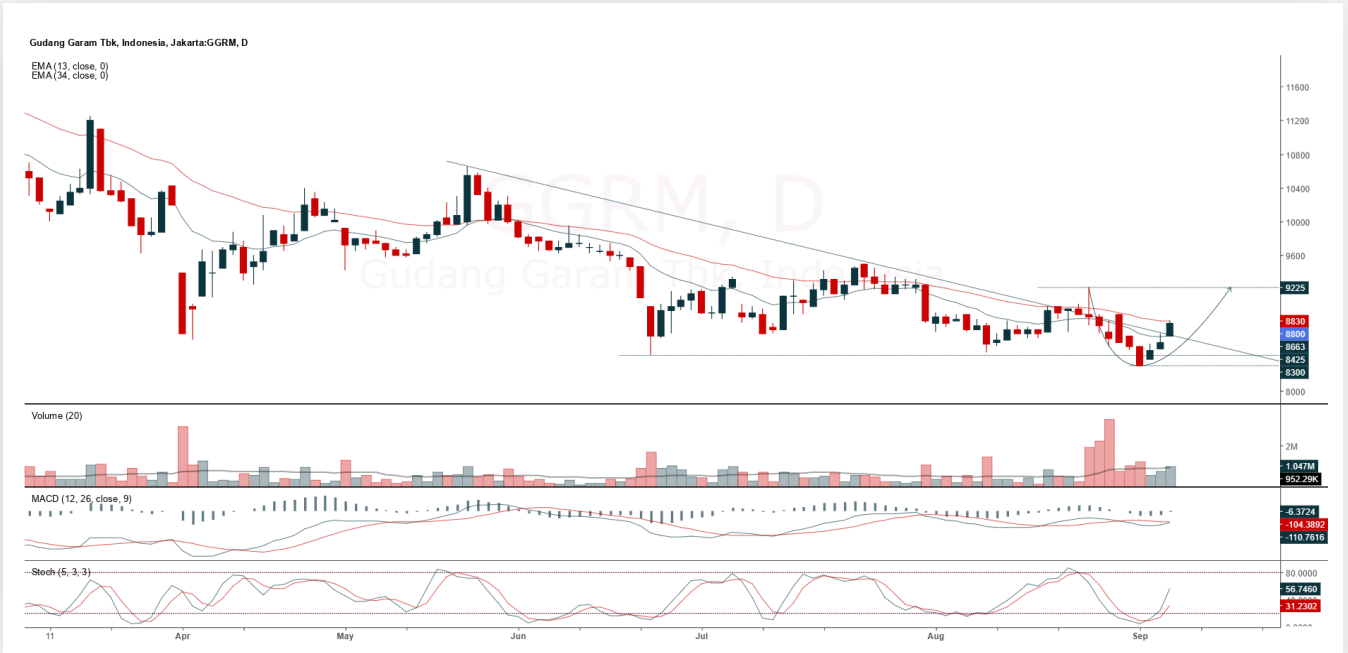 Gudang Garam Tbk, Indonesia, Jakarta:GGRM, D
EMA (13, close, 0)
EMA (34, close, 0)
GGRM, D
Gudang Garam Tbk, Indonesia
11600
11200
10800
10400
10000
9600
9225
8830
8800
8663
8425
8300
8000
Volume (20)
2M
1.047M
952.29K
MACD (12, 26, close, 9)
-6.3724
-104.3892
-110.7616
Stoch (5, 3, 3)
80.0000
56.7460
31.2302
0.0000
11 Apr May Jun Jul Aug Sep